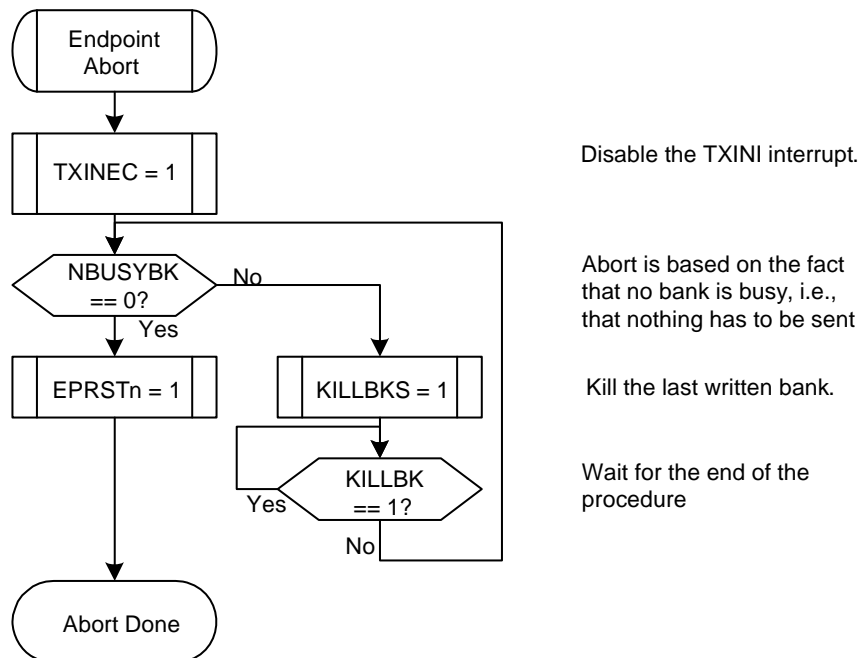 Endpoint
Abort
TXINEC = 1
Disable the TXINI interrupt.
NBUSYBK
== 0?
No
Yes
Abort is based on the fact
that no bank is busy, i.e.,
that nothing has to be sent
EPRSTn = 1
KILLBKS = 1
Kill the last written bank.
KILLBK
== 1?
Yes
No
Wait for the end of the
procedure
Abort Done